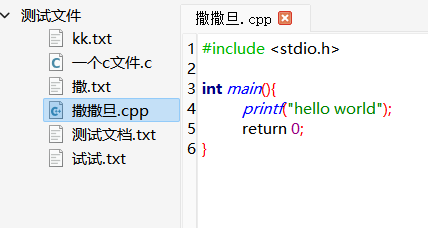 测试文件
kk.txt
一个c文件.c
撒.txt
撒撒旦.cpp
测试文档.txt
试试.txt
撒撒旦.cpp
1 #include <stdio.h>
2
3 int main(){
4 printf("hello world");
5 return 0;
6 }